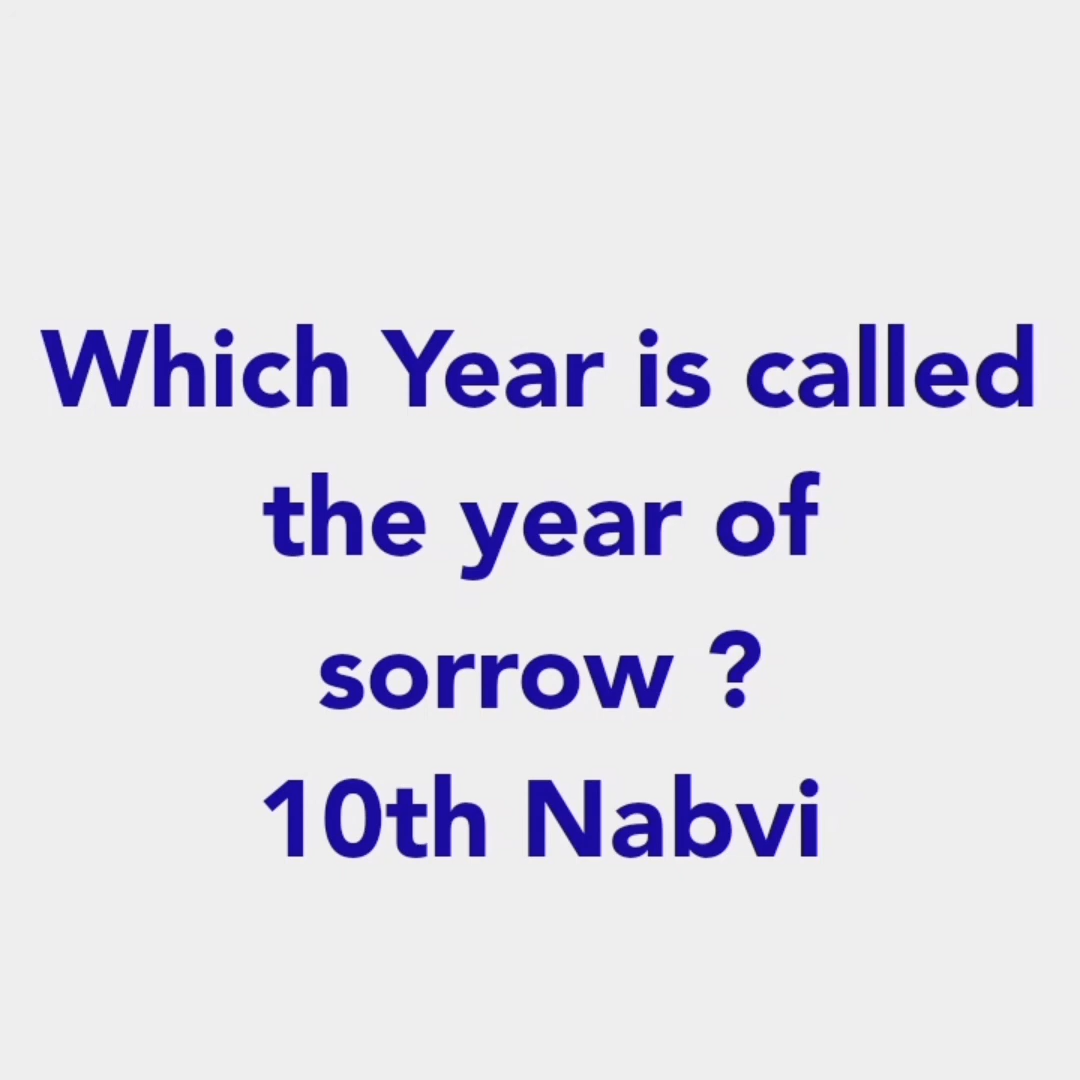 Which Year is called
the year of
sorrow ?
10th Nabvi